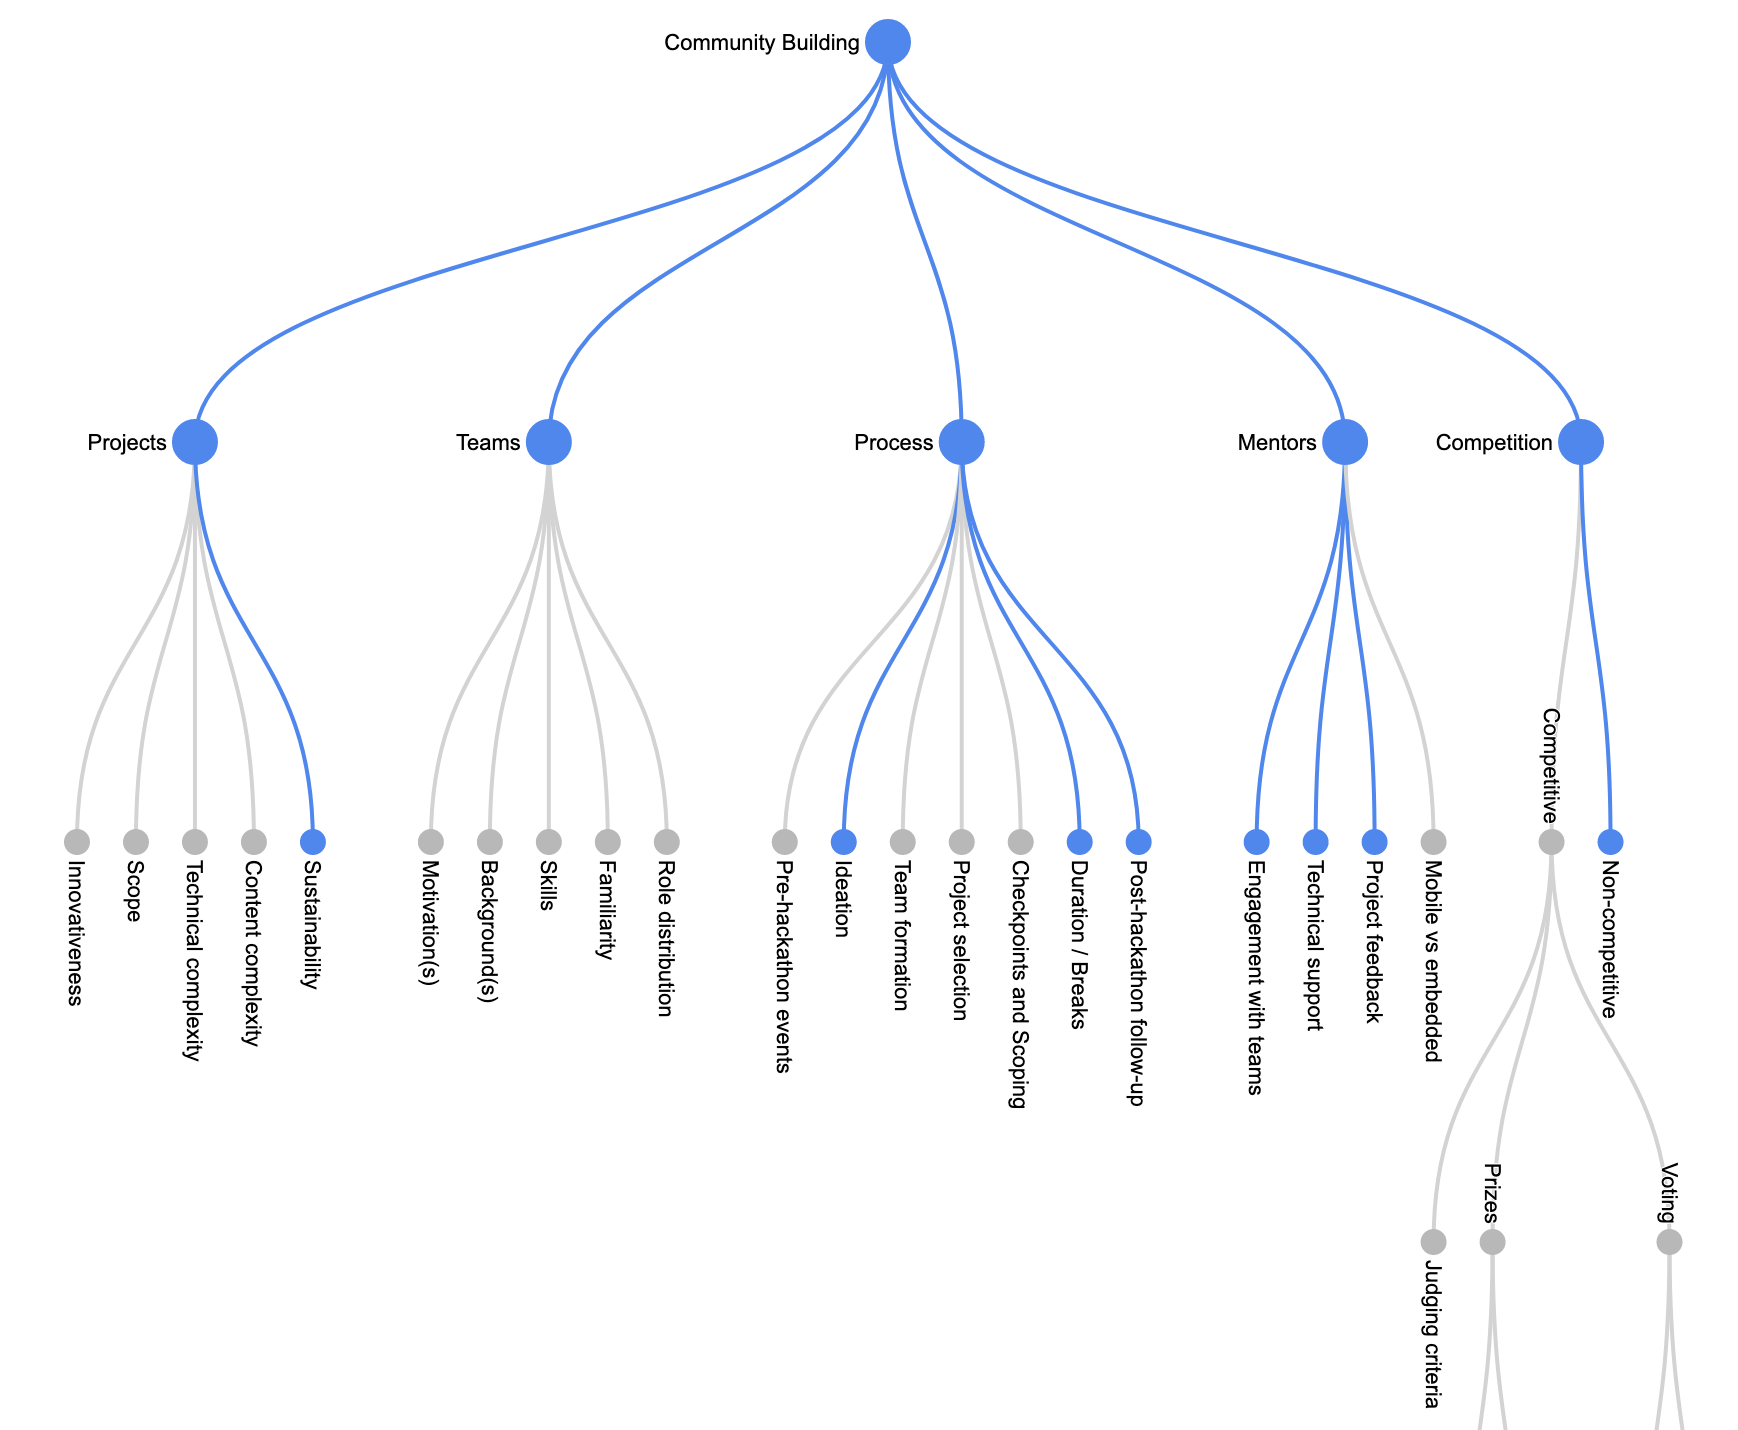 Community Building
Projects
Teams
Process
Mentors
Competition
Competitive
Innovativeness
Scope
Technical complexity
Content complexity
Sustainability
Motivation(s)
Background(s)
Skills
Familiarity
Role distribution
Pre-hackathon events
Ideation
Team formation
Project selection
Checkpoints and Scoping
Duration / Breaks
Post-hackathon follow-up
Engagement with teams
Technical support
Project feedback
Mobile vs embedded
Non-competitive
Prizes
Voting
Judging criteria